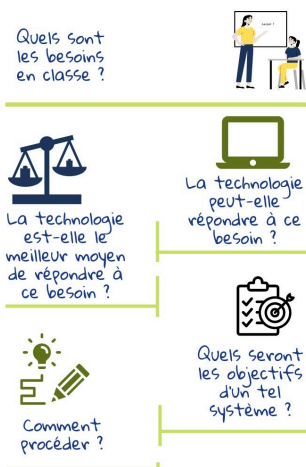 Quels sont
les besoins
en classe ?
La technologie
peut-elle
répondre à ce
besoin ?
La technologie
est-elle le
meilleur moyen
de répondre à
ce besoin ?
Quels seront
les objectifs
d'un tel
système ?
Comment
procéder ?